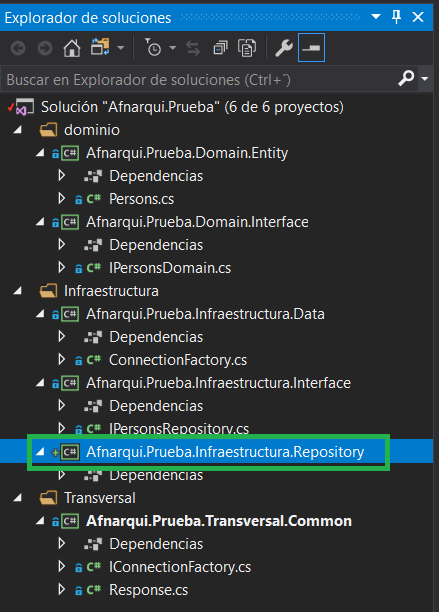 Explorador de soluciones
Buscar en Explorador de soluciones (Ctrl+´)
Solución "Afnarqui.Prueba" (6 de 6 proyectos)
dominio
C# Afnarqui.Prueba.Domain.Entity
Dependencias
C# Persons.cs
C# Afnarqui.Prueba.Domain.Interface
Dependencias
C# IPersonsDomain.cs
Infraestructura
C# Afnarqui.Prueba.Infraestructura.Data
Dependencias
C# ConnectionFactory.cs
C# Afnarqui.Prueba.Infraestructura.Interface
Dependencias
C# IPersonsRepository.cs
C# Afnarqui.Prueba.Infraestructura.Repository
Dependencias
Transversal
C# Afnarqui.Prueba.Transversal.Common
Dependencias
C# IConnectionFactory.cs
C# Response.cs